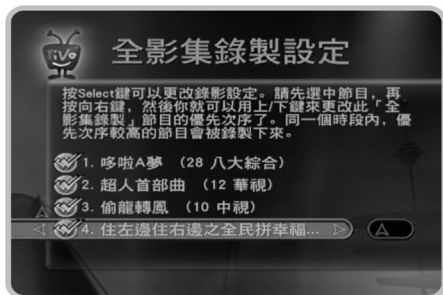 TiVo
全影集錄製設定
按Select鍵可以更改錄影設定。請先選中節目，再
按向右鍵，然後你就可以用上/下鍵來更改此「全
影集錄製」節目的優先次序了。同一個時段內，優
先次序較高的節目會被錄製下來。
1. 哆啦A夢 （28 八大綜合）
2. 超人首部曲 （12 華視）
3. 偷龍轉鳳 （10 中視）
4. 住左邊住右邊之全民拼幸福...